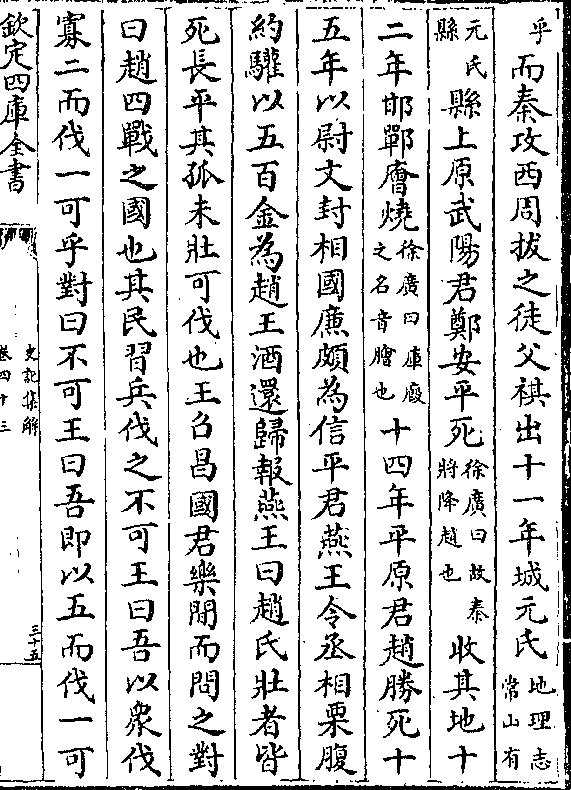 乎而秦攻西周拔之徒父祺出十一年城元氏地理志常山有
元氏縣縣上原武陽君鄭安平死徐廣曰故秦將降趙也收其地十
二年邯鄲廥燒徐廣曰庫廄之名音膾也十四年平原君趙勝死十
五年以尉文封相國廉頗為信平君燕王令丞相栗腹
約驩以五百金為趙王酒還歸報燕王曰趙氏壯者皆
死長平其孤未壯可伐也王召昌國君樂閒而問之對
曰趙四戰之國也其民習兵伐之不可王曰吾以衆伐
寡二而伐一可乎對曰不可王曰吾即以五而伐一可
欽定四庫全書
史記集解
卷四十三
三十五